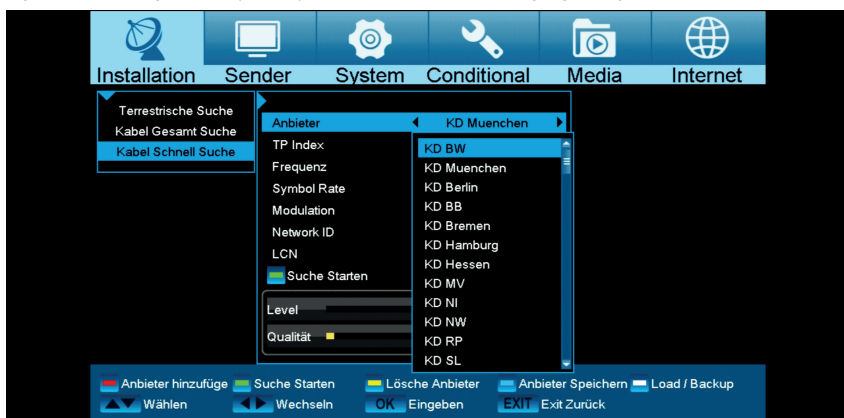 Installation Sender System Conditional Media Internet
Terrestrische Suche
Kabel Gesamt Suche
Kabel Schnell Suche
Anbieter KD Muenchen
TP Index
Frequenz
Symbol Rate
Modulation
Network ID
LCN
Suche Starten
Level
Qualität
KD BW
KD Muenchen
KD Berlin
KD BB
KD Bremen
KD Hamburg
KD Hessen
KD MV
KD NI
KD NW
KD RP
KD SL
Anbieter hinzufüge Suche Starten Lösche Anbieter Anbieter Speichern Load / Backup
Wählen Wechseln OK Eingeben EXIT Exit Zurück